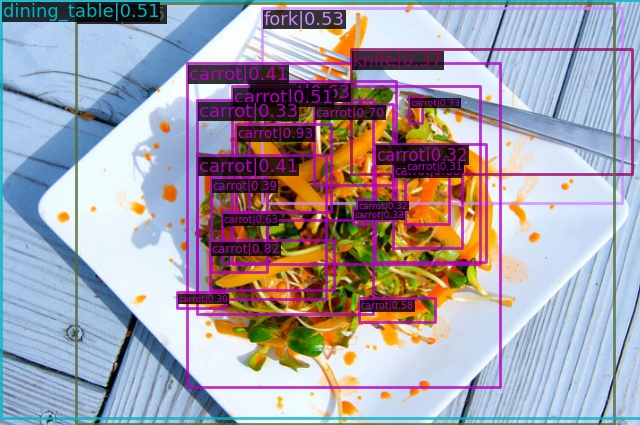 dining_table|0.51
fork|0.53
knife|0.37
carrot|0.41
carrot|0.51
carrot|0.33
carrot|0.33
carrot|0.70
carrot|0.93
carrot|0.32
carrot|0.41
carrot|0.31
carrot|0.39
carrot|0.32
carrot|0.33
carrot|0.63
carrot|0.82
carrot|0.30
carrot|0.58